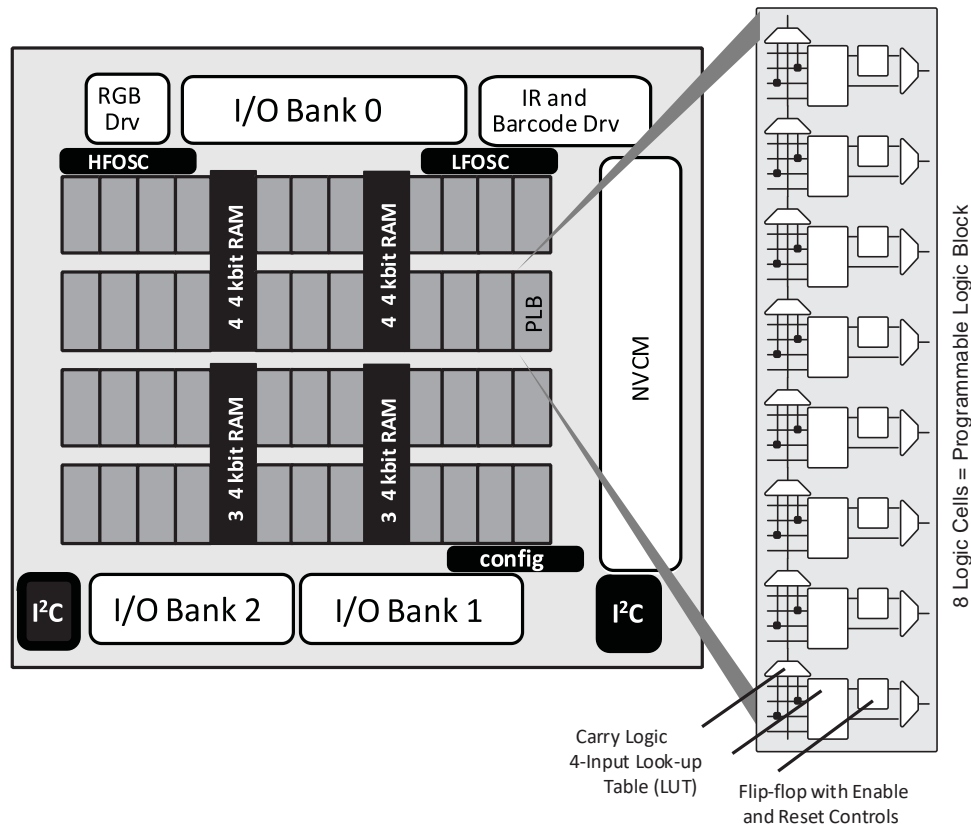 RGB
Drv
I/O Bank 0
IR and
Barcode Drv
HFOSC
LFOSC
4 4 kbit RAM
4 4 kbit RAM
PLB
NVCM
3 4 kbit RAM
3 4 kbit RAM
config
I²C
I/O Bank 2
I/O Bank 1
I²C
8 Logic Cells = Programmable Logic Block
Carry Logic
4-Input Look-up
Table (LUT)
Flip-flop with Enable
and Reset Controls